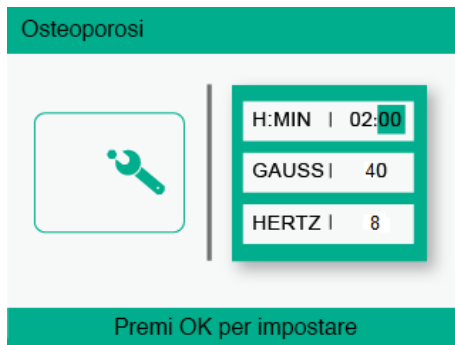 Osteoporosi
H:MIN | 02:00
GAUSS | 40
HERTZ | 8
Premi OK per impostare